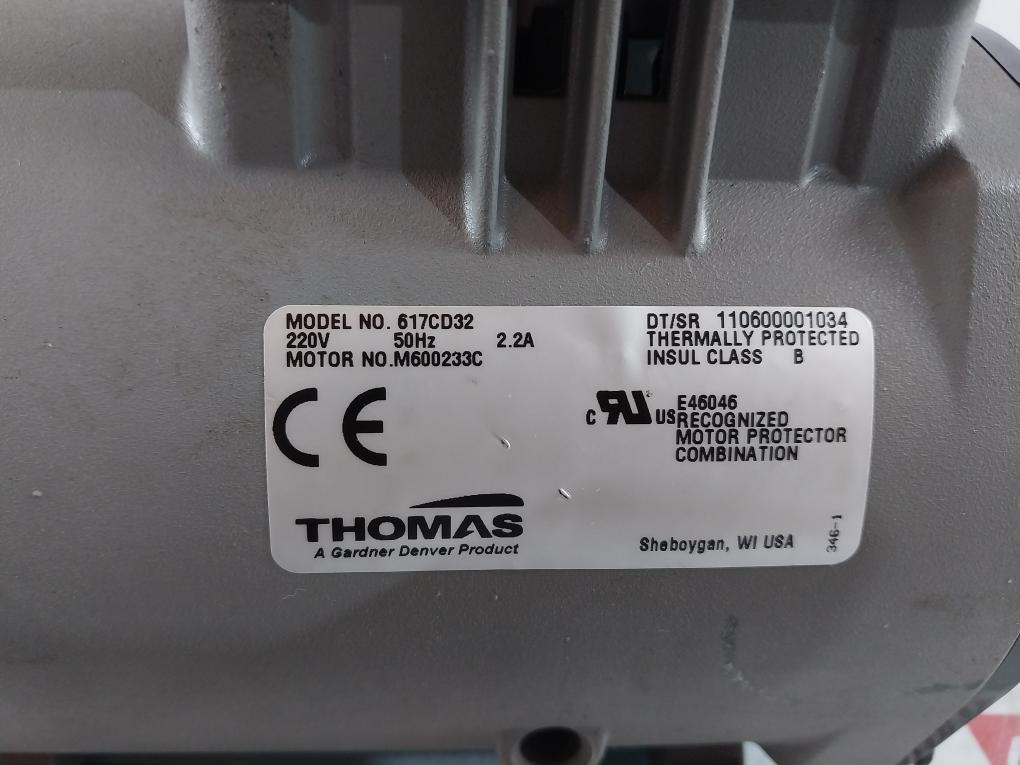 MODEL NO. 617CD32
220V 50Hz 2.2A
MOTOR NO.M600233C
DT/SR 110600001034
THERMALLY PROTECTED
INSUL CLASS B
CE
c RU US
E46046
RECOGNIZED
MOTOR PROTECTOR
COMBINATION
THOMAS
A Gardner Denver Product
Sheboygan, WI USA
346-1